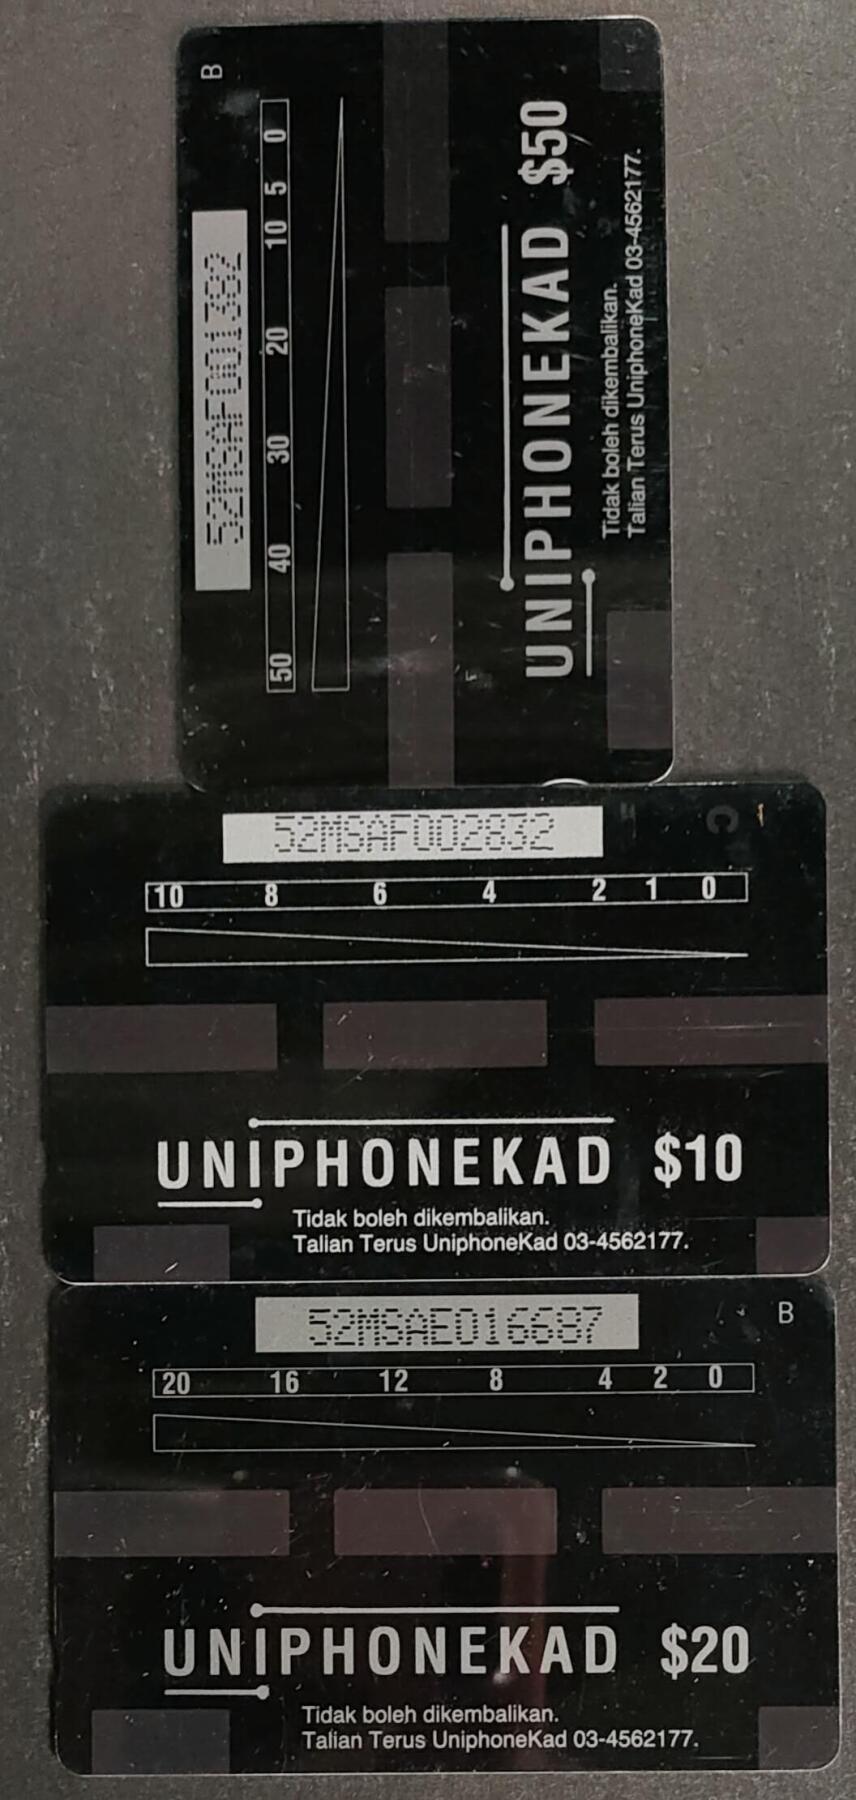 B
52MSAF001382
50 40 30 20 10 5 0
UNIPHONEKAD $50
Tidak boleh dikembalikan.
Talian Terus UniphoneKad 03-4562177.
C
52MSAF002832
10 8 6 4 2 1 0
UNIPHONEKAD $10
Tidak boleh dikembalikan.
Talian Terus UniphoneKad 03-4562177.
B
52MSAE016687
20 16 12 8 4 2 0
UNIPHONEKAD $20
Tidak boleh dikembalikan.
Talian Terus UniphoneKad 03-4562177.